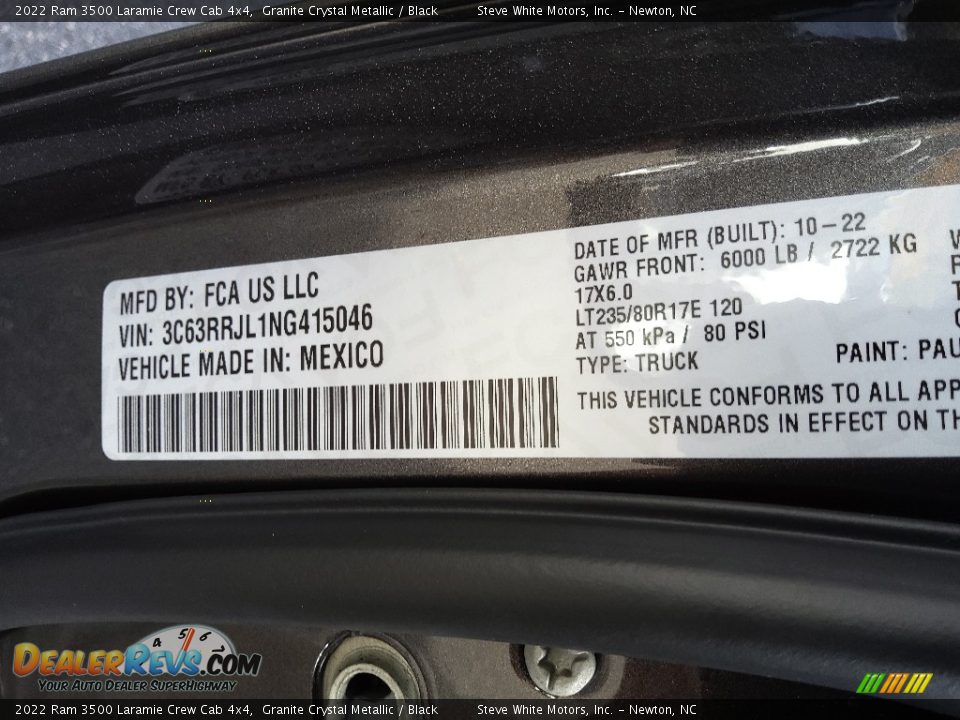 2022 Ram 3500 Laramie Crew Cab 4x4,  Granite Crystal Metallic / Black        Steve White Motors, Inc. – Newton, NC
MFD BY: FCA US LLC
VIN: 3C63RRJL1NG415046
VEHICLE MADE IN: MEXICO
DATE OF MFR (BUILT): 10–22
GAWR FRONT: 6000 LB / 2722 KG
17X6.0
LT235/80R17E 120
AT 550 kPa / 80 PSI
TYPE: TRUCK
PAINT: PAU
THIS VEHICLE CONFORMS TO ALL APP
STANDARDS IN EFFECT ON TH
4 5 6
DealerRevs.com
Your Auto Dealer SuperHighway
2022 Ram 3500 Laramie Crew Cab 4x4,  Granite Crystal Metallic / Black        Steve White Motors, Inc. – Newton, NC